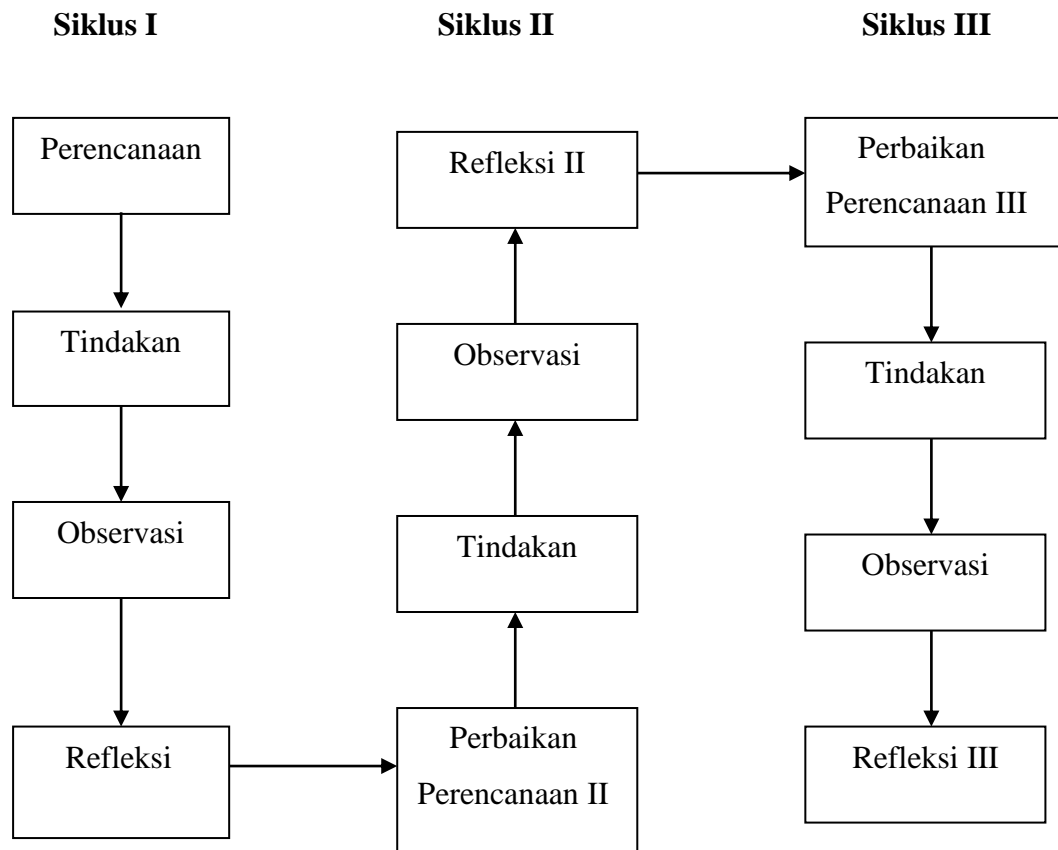 Siklus I
Siklus II
Siklus III
Perencanaan
Tindakan
Observasi
Refleksi
Perbaikan
Perencanaan II
Tindakan
Observasi
Refleksi II
Perbaikan
Perencanaan III
Tindakan
Observasi
Refleksi III